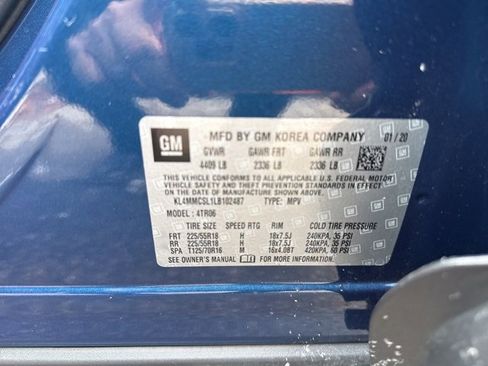 GM MFD BY GM KOREA COMPANY 01/20
GVWR GAWR FRT GAWR RR
4409 LB 2336 LB 2336 LB
THIS VEHICLE CONFORMS TO ALL APPLICABLE U.S. FEDERAL MOTOR
VEHICLE SAFETY, BUMPER, AND THEFT PREVENTION STANDARDS IN EFFECT ON THE
DATE OF MANUFACTURE SHOWN ABOVE.
KL4MMCSL1LB102487 TYPE: MPV
MODEL: 4TR06
TIRE SIZE SPEED RTG RIM COLD TIRE PRESSURE
FRT 225/55R18 H 18x7.5J 240KPA, 35 PSI
RR 225/55R18 H 18x7.5J 240KPA, 35 PSI
SPA T125/70R16 M 16x4.0BT 420KPA, 60 PSI
SEE OWNER'S MANUAL FOR MORE INFORMATION